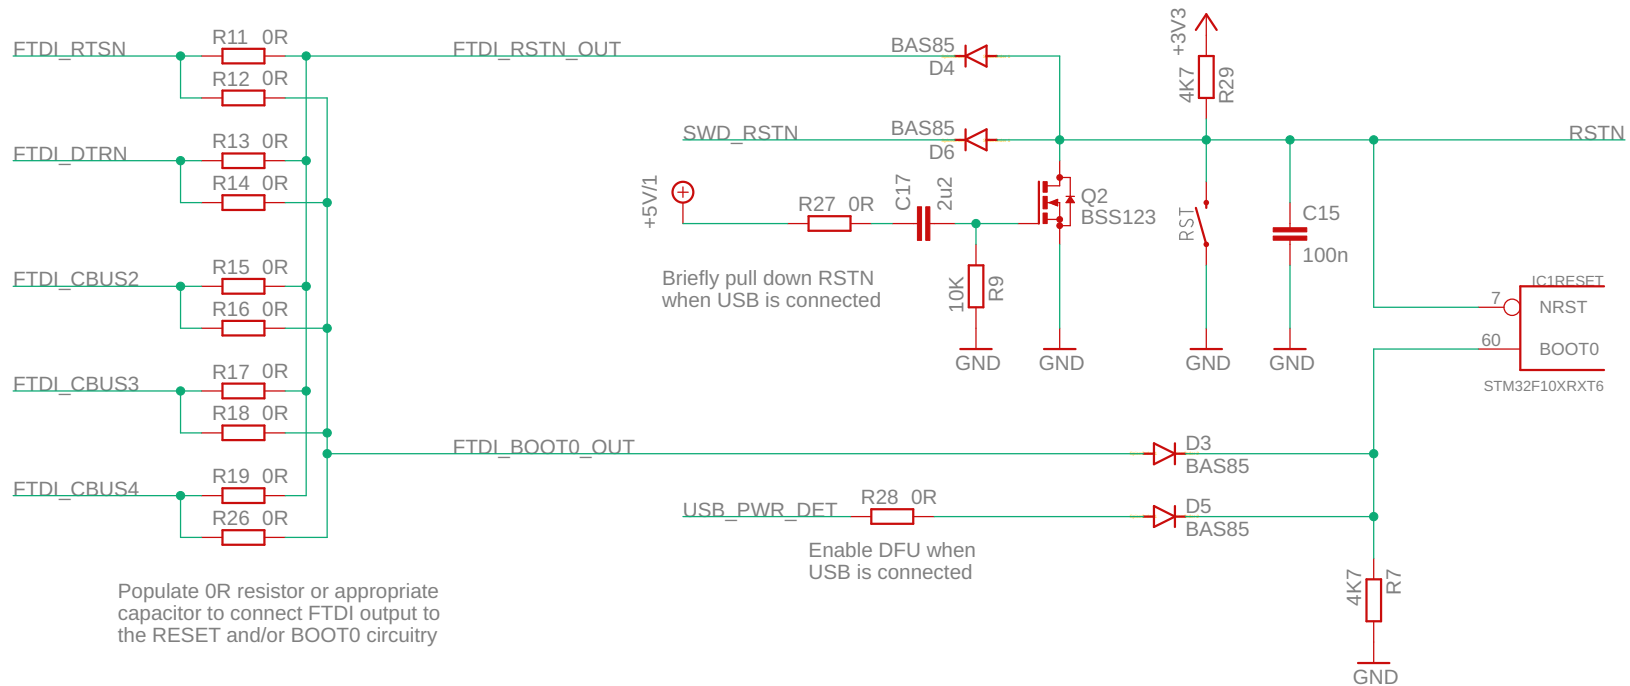 FTDI_RTSN
R11 0R
R12 0R
FTDI_RSTN_OUT
BAS85
D4
+3V3
4K7
R29
FTDI_DTRN
R13 0R
R14 0R
SWD_RSTN
BAS85
D6
RSTN
+5V/1
R27 0R
C17
2u2
Q2
BSS123
RST
C15
100n
FTDI_CBUS2
R15 0R
R16 0R
Briefly pull down RSTN
when USB is connected
10K
R9
GND
GND
GND
GND
IC1RESET
7
NRST
60
BOOT0
STM32F10XRXT6
FTDI_CBUS3
R17 0R
R18 0R
FTDI_BOOT0_OUT
D3
BAS85
FTDI_CBUS4
R19 0R
R26 0R
USB_PWR_DET
R28 0R
D5
BAS85
Enable DFU when
USB is connected
4K7
R7
GND
Populate 0R resistor or appropriate
capacitor to connect FTDI output to
the RESET and/or BOOT0 circuitry